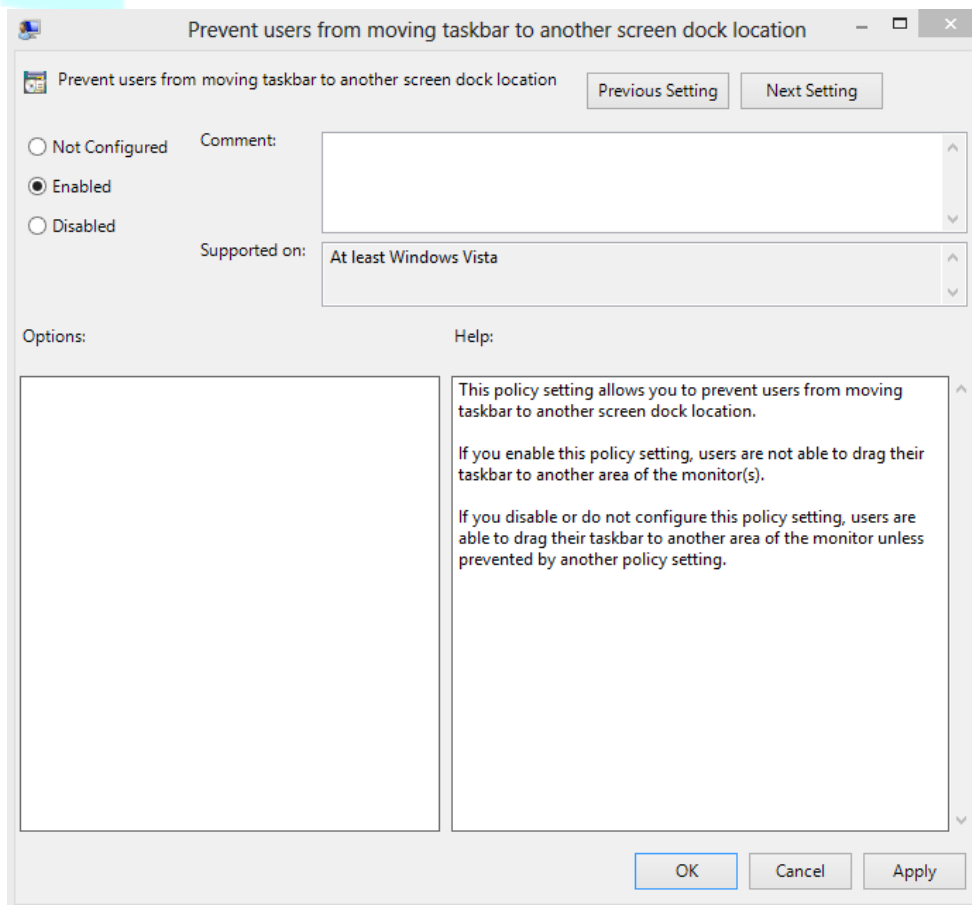 Prevent users from moving taskbar to another screen dock location
Prevent users from moving taskbar to another screen dock location
Previous Setting
Next Setting
Not Configured
Comment:
Enabled
Disabled
Supported on:
At least Windows Vista
Options:
Help:
This policy setting allows you to prevent users from moving
taskbar to another screen dock location.
If you enable this policy setting, users are not able to drag their
taskbar to another area of the monitor(s).
If you disable or do not configure this policy setting, users are
able to drag their taskbar to another area of the monitor unless
prevented by another policy setting.
OK
Cancel
Apply